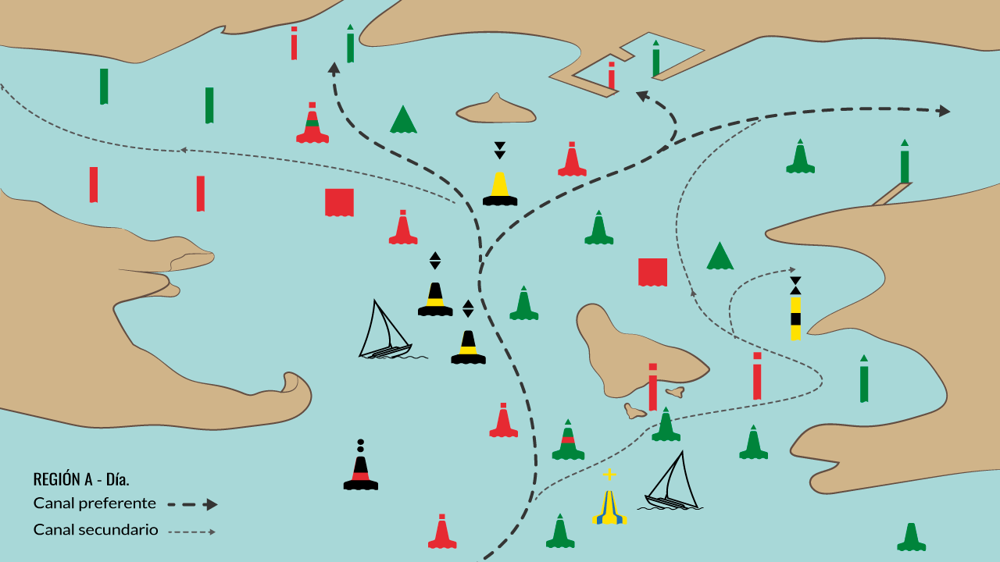 REGIÓN A - Día.
Canal preferente
Canal secundario